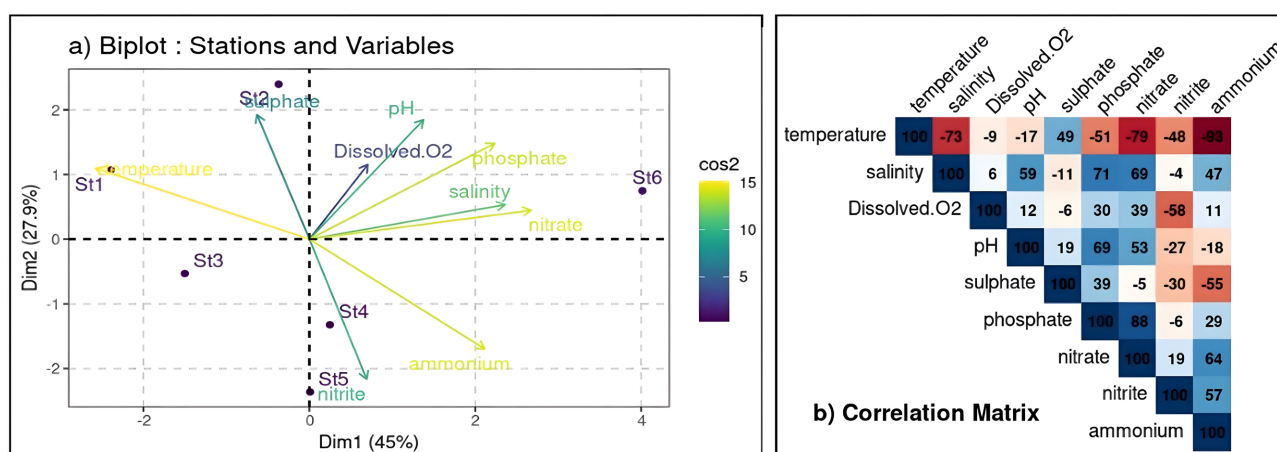 a) Biplot : Stations and Variables
St2
sulphate
pH
Dissolved.O2
phosphate
temperature
St1
salinity
St6
nitrate
St3
St4
ammonium
St5
nitrite
2
1
0
-1
-2
-2
0
2
4
Dim1 (45%)
Dim2 (27.9%)
cos2
15
10
5
temperature
salinity
Dissolved.O2
pH
sulphate
phosphate
nitrate
nitrite
ammonium
temperature 100 -73 -9 -17 49 -51 -79 -48 -93
salinity 100 6 59 -11 71 69 -4 47
Dissolved.O2 100 12 -6 30 39 -58 11
pH 100 19 69 53 -27 -18
sulphate 100 39 -5 -30 -55
phosphate 100 88 -6 29
nitrate 100 19 64
nitrite 100 57
ammonium 100
b) Correlation Matrix